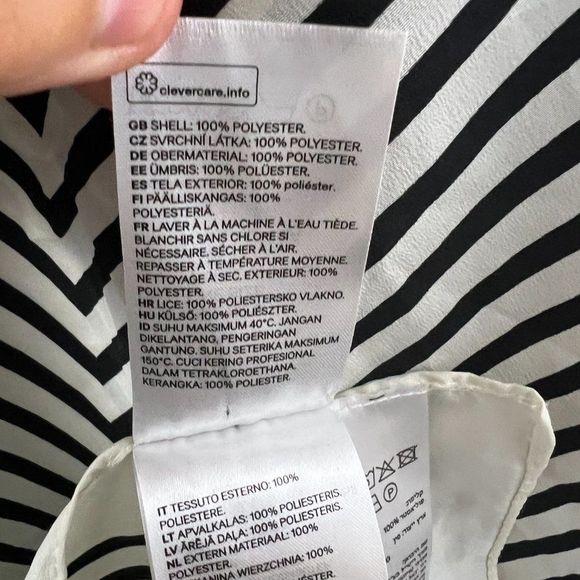 clevercare.info
GB SHELL: 100% POLYESTER.
CZ SVRCHNÍ LÁTKA: 100% POLYESTER.
DE OBERMATERIAL: 100% POLYESTER.
EE ÜMBRIS: 100% POLÜESTER.
ES TELA EXTERIOR: 100% poliéster.
FI PÄÄLLISKANGAS: 100%
POLYESTERIÄ.
FR LAVER À LA MACHINE À L'EAU TIÈDE.
BLANCHIR SANS CHLORE SI
NÉCESSAIRE. SÉCHER À L'AIR.
REPASSER À TEMPÉRATURE MOYENNE.
NETTOYAGE À SEC. EXTERIEUR: 100%
POLYESTER.
HR LICE: 100% POLIESTERSKO VLAKNO.
HU KÜLSŐ: 100% POLIÉSZTER.
ID SUHU MAKSIMUM 40°C. JANGAN
DIKELANTANG. PENGERINGAN
GANTUNG. SUHU SETERIKA MAKSIMUM
150°C. CUCI KERING PROFESIONAL
DALAM TETRAKLOROETHANA.
KERANGKA: 100% POLIESTER.
IT TESSUTO ESTERNO: 100%
POLIESTERE.
LT APVALKALAS: 100% POLIESTERIS.
LV ĀRĒJĀ DAĻA: 100% POLIESTERIS.
NL EXTERN MATERIAAL: 100%
POLYESTER
WIERZCHNIA: 100%
P
100%